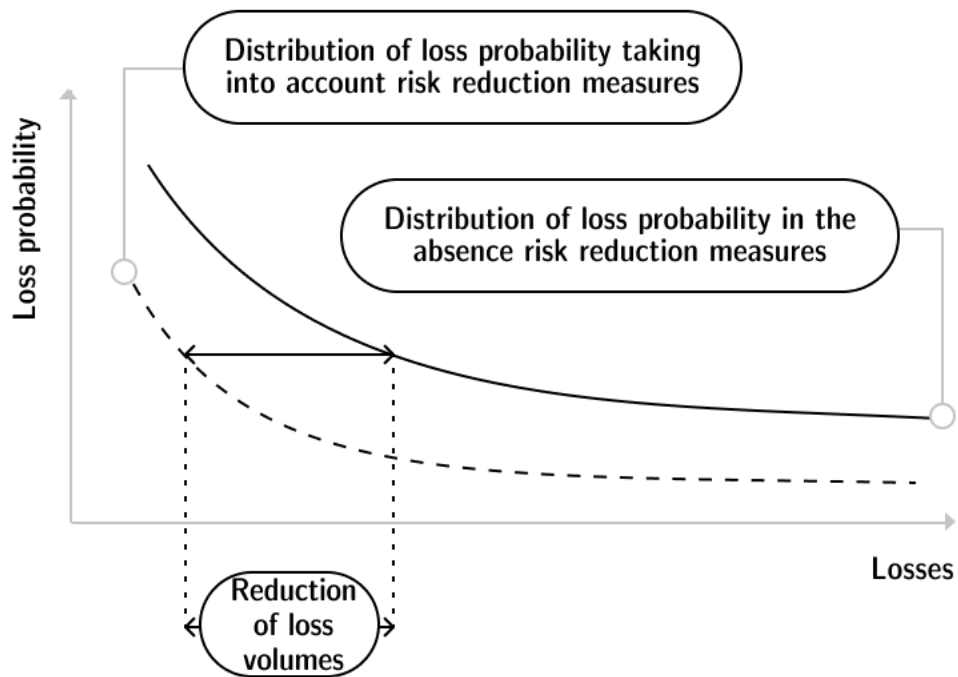 Distribution of loss probability taking
into account risk reduction measures
Loss probability
Distribution of loss probability in the
absence risk reduction measures
Losses
Reduction
of loss
volumes